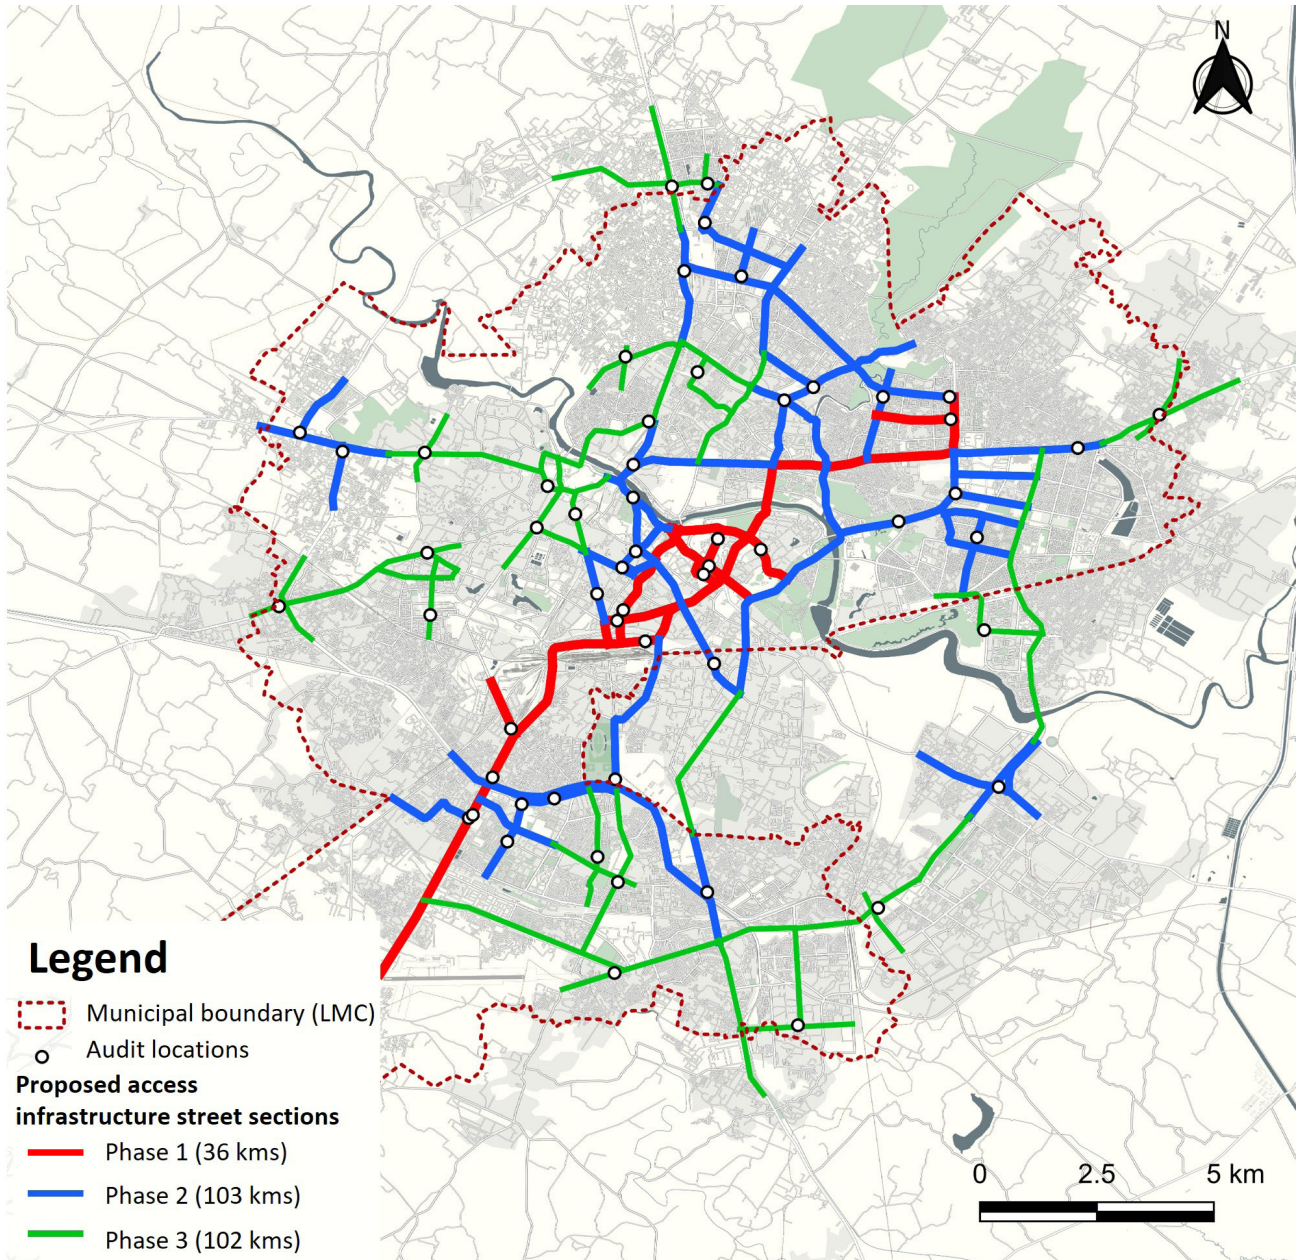 N
Legend
Municipal boundary (LMC)
Audit locations
Proposed access
infrastructure street sections
Phase 1 (36 kms)
Phase 2 (103 kms)
Phase 3 (102 kms)
0 2.5 5 km